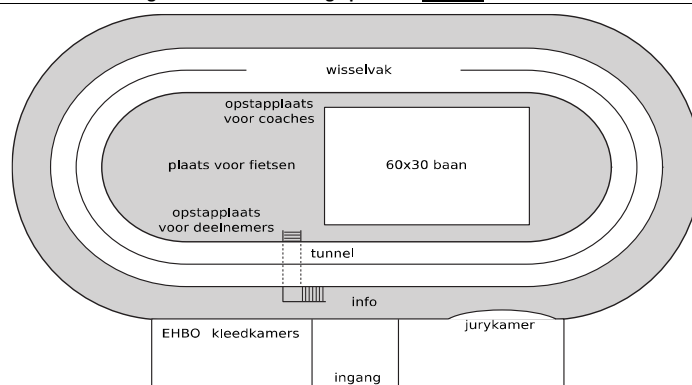 wisselvak
opstapplaats
voor coaches
plaats voor fietsen
60x30 baan
opstapplaats
voor deelnemers
tunnel
info
EHBO kleedkamers
jurykamer
ingang